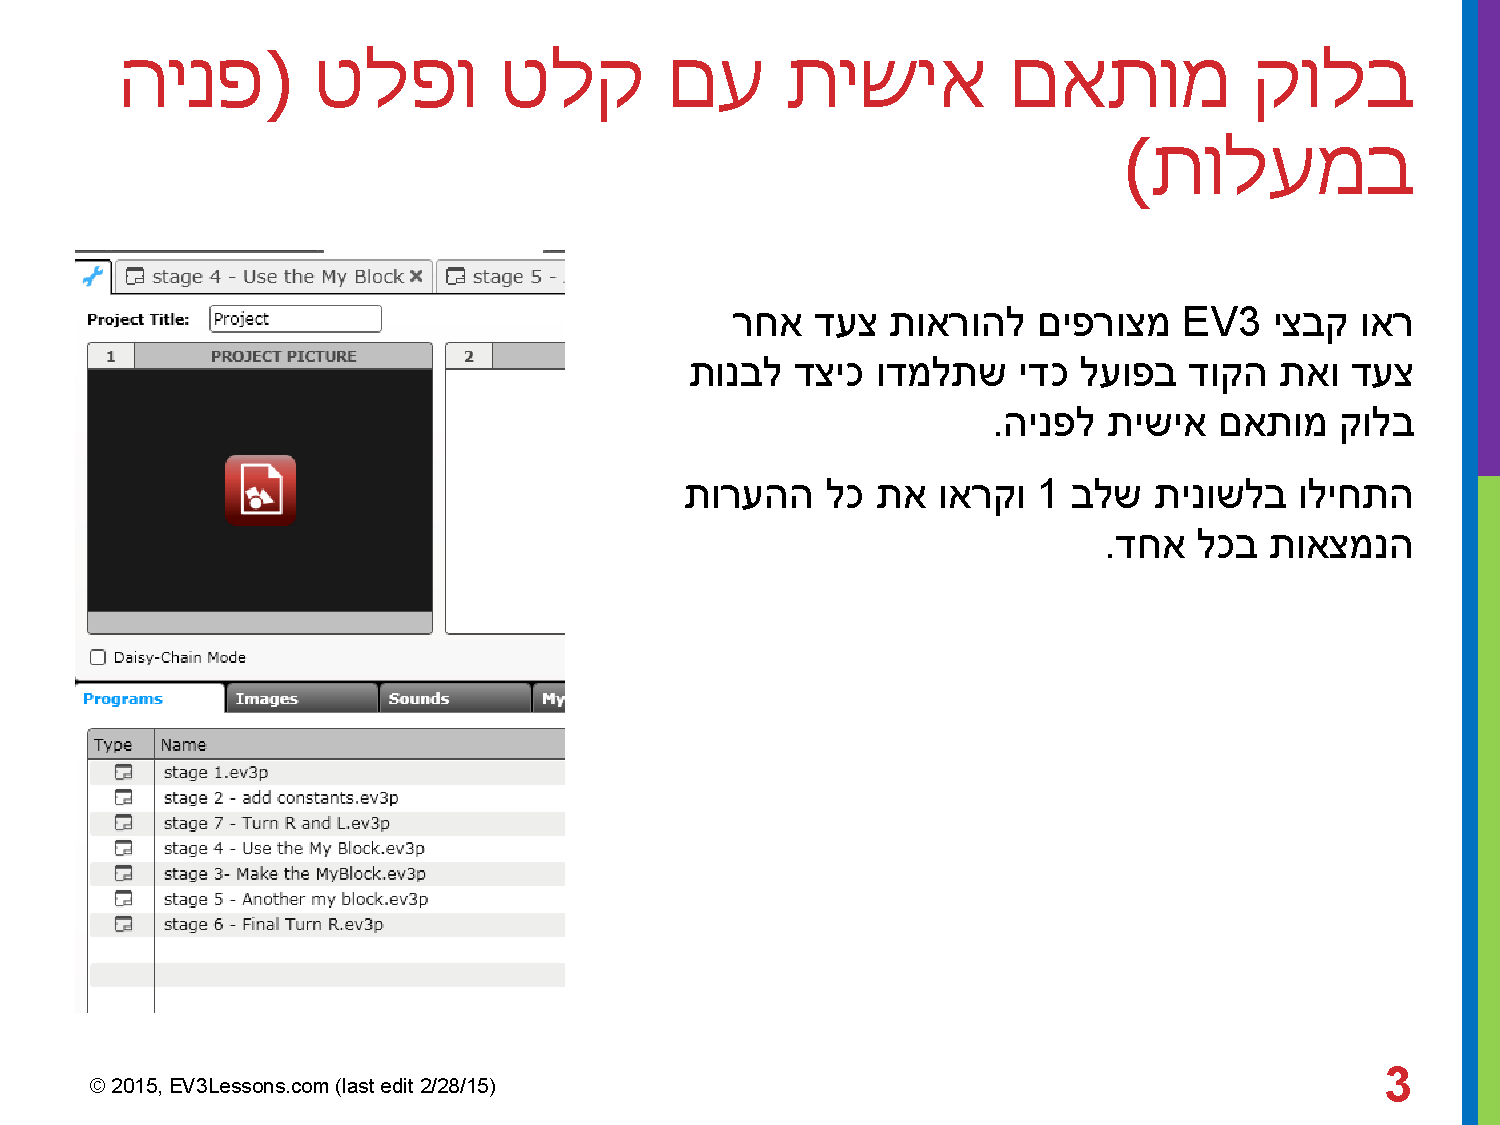 בלוק מותאם אישית עם קלט ופלט (פניה
במעלות)
stage 4 - Use the My Block
stage 5 -
Project Title: Project
1 PROJECT PICTURE 2
Daisy-Chain Mode
Programs Images Sounds My
Type Name
stage 1.ev3p
stage 2 - add constants.ev3p
stage 7 - Turn R and L.ev3p
stage 4 - Use the My Block.ev3p
stage 3- Make the MyBlock.ev3p
stage 5 - Another my block.ev3p
stage 6 - Final Turn R.ev3p
ראו קבצי EV3 מצורפים להוראות צעד אחר
צעד ואת הקוד בפועל כדי שתלמדו כיצד לבנות
בלוק מותאם אישית לפניה.
התחילו בלשונית שלב 1 וקראו את כל ההערות
הנמצאות בכל אחד.
© 2015, EV3Lessons.com (last edit 2/28/15)
3